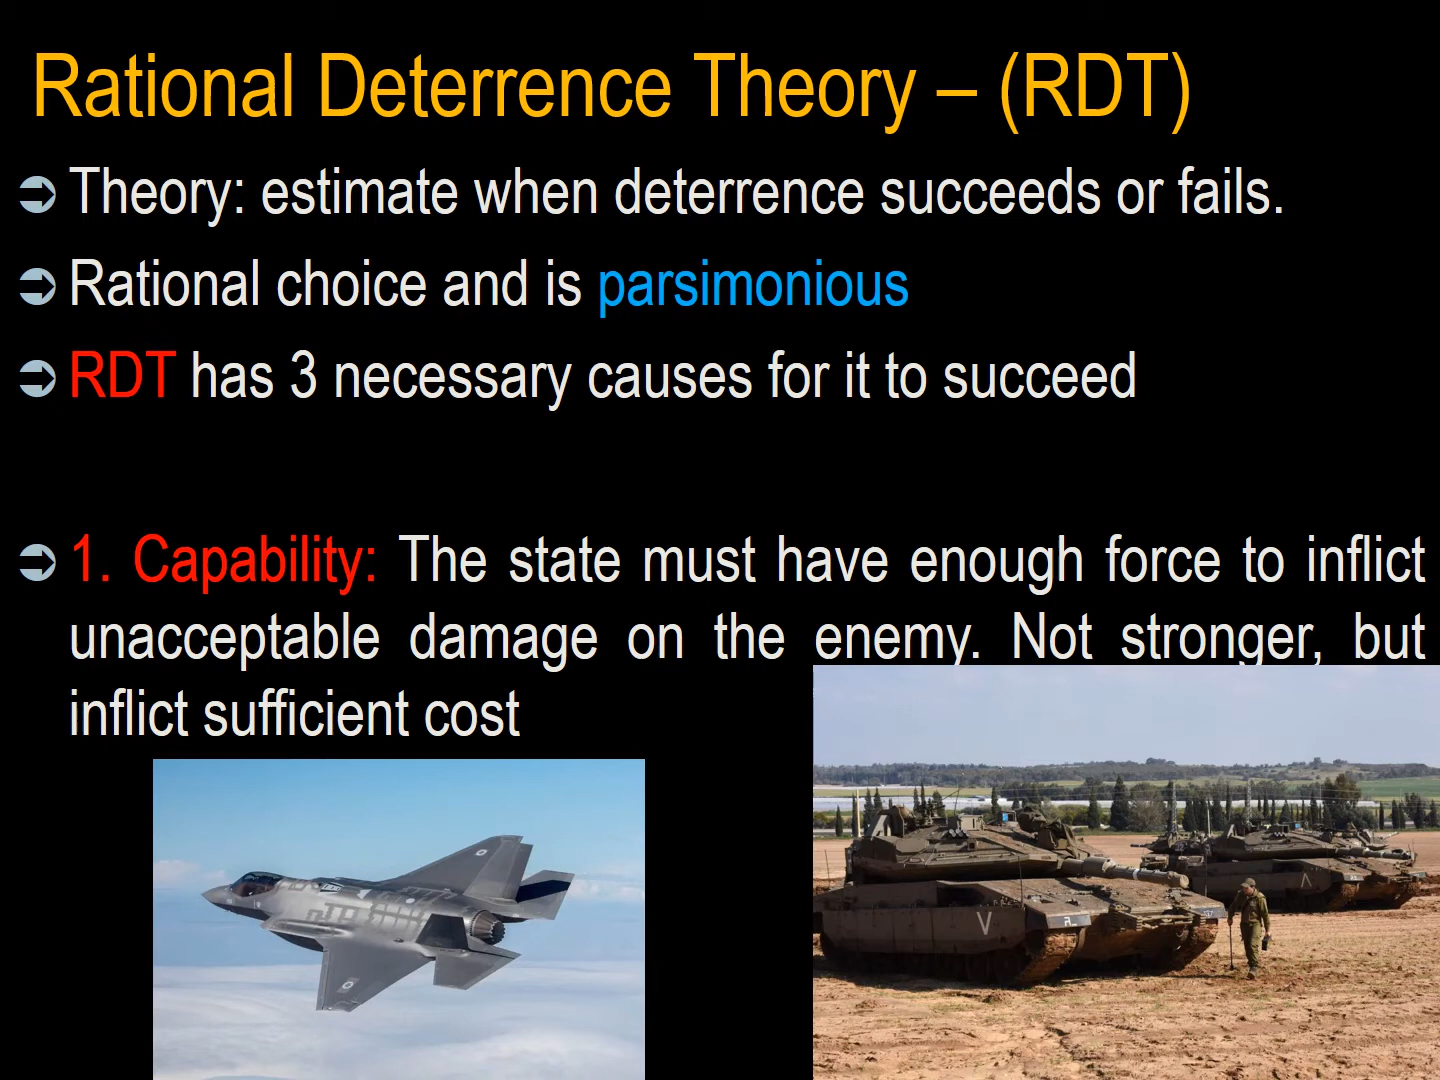 Rational Deterrence Theory – (RDT)
Theory: estimate when deterrence succeeds or fails.
Rational choice and is parsimonious
RDT has 3 necessary causes for it to succeed
1. Capability: The state must have enough force to inflict
unacceptable damage on the enemy. Not stronger, but
inflict sufficient cost